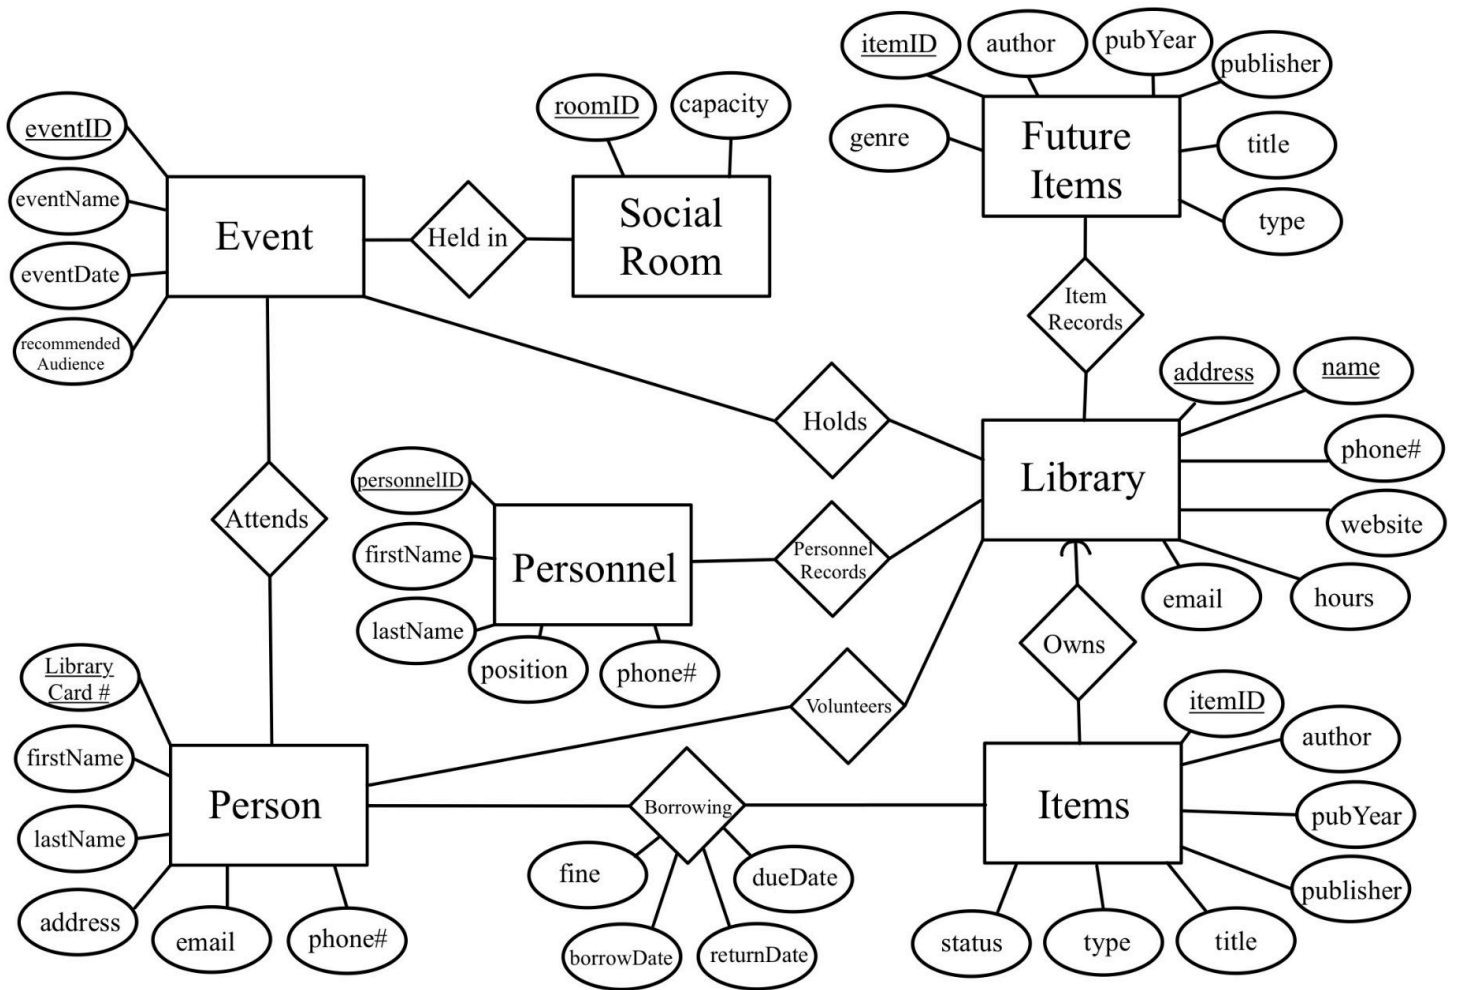 itemID
author
pubYear
publisher
genre
Future
Items
title
type
eventID
eventName
eventDate
recommended
Audience
Event
Held in
roomID
capacity
Social
Room
Item
Records
address
name
phone#
website
hours
email
Library
Holds
Attends
personnelID
firstName
lastName
position
phone#
Personnel
Personnel
Records
Owns
Volunteers
Library
Card #
firstName
lastName
address
email
phone#
Person
Borrowing
fine
borrowDate
returnDate
dueDate
Items
itemID
author
pubYear
publisher
title
type
status